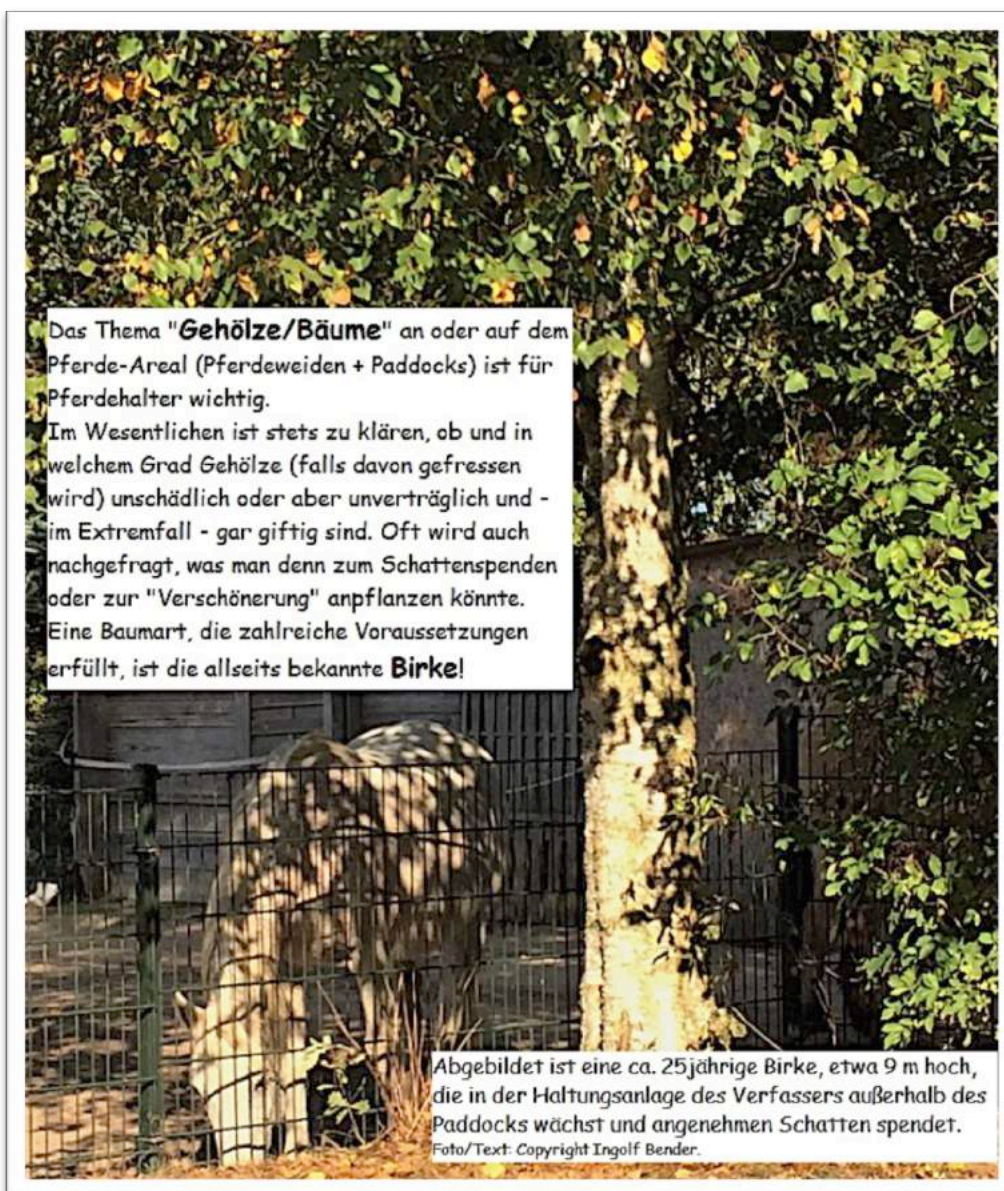 Das Thema "Gehölze/Bäume" an oder auf dem
Pferde-Areal (Pferdeweiden + Paddocks) ist für
Pferdehalter wichtig.
Im Wesentlichen ist stets zu klären, ob und in
welchem Grad Gehölze (falls davon gefressen
wird) unschädlich oder aber unverträglich und -
im Extremfall - gar giftig sind. Oft wird auch
nachgefragt, was man denn zum Schattenspenden
oder zur "Verschönerung" anpflanzen könnte.
Eine Baumart, die zahlreiche Voraussetzungen
erfüllt, ist die allseits bekannte Birke!
Abgebildet ist eine ca. 25jährige Birke, etwa 9 m hoch,
die in der Haltungsanlage des Verfassers außerhalb des
Paddocks wächst und angenehmen Schatten spendet.
Foto/Text: Copyright Ingolf Bender.